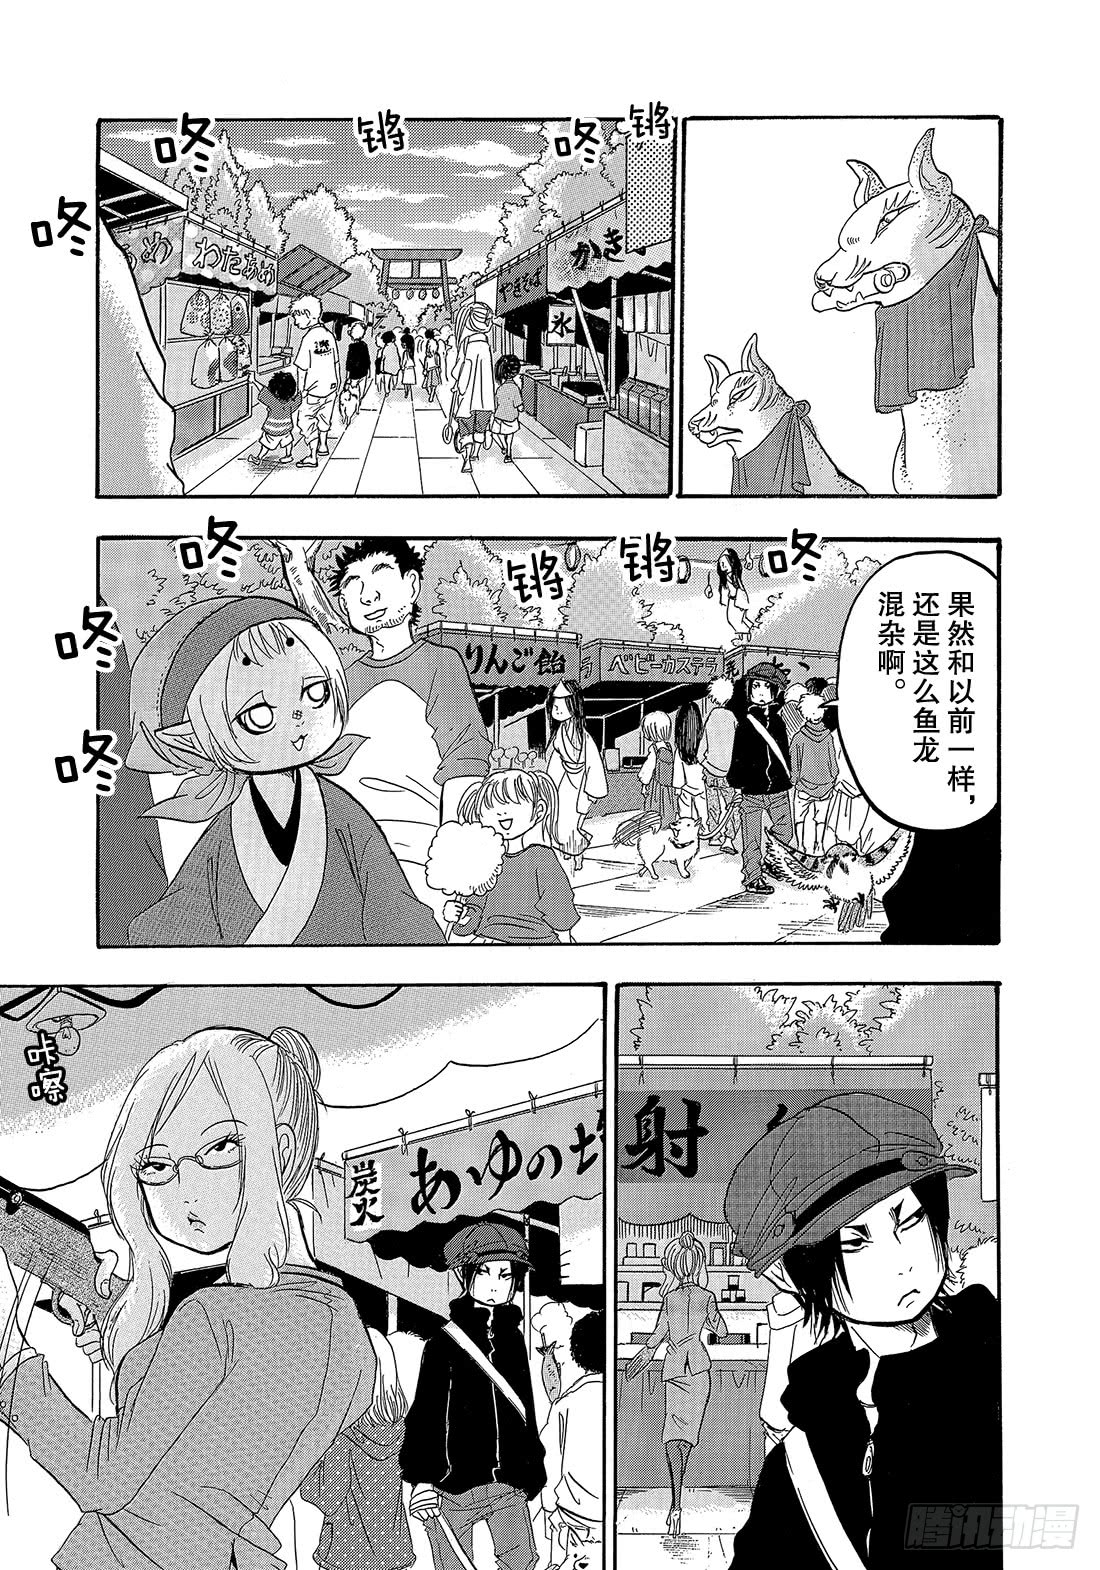 锵
咚
锵
咚
咚
わたあめ
かき
やきそば
氷
咚
锵
锵
咚
咚
咚
果然和以前一样，
还是这么鱼龙
混杂啊。
りんご飴
ベビーカステラ
射
咔嚓
炭火
あゆの塩
腾讯动漫